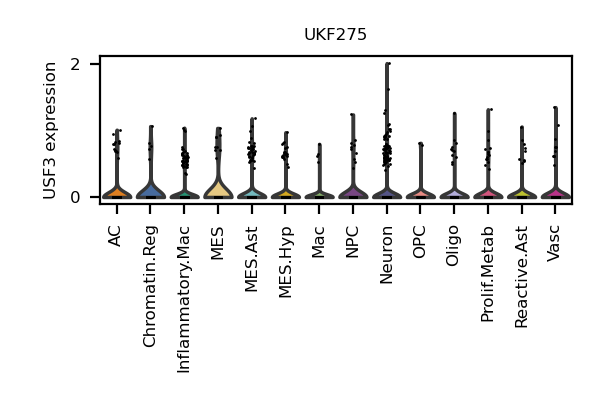 UKF275
USF3 expression
2
0
AC
Chromatin.Reg
Inflammatory.Mac
MES
MES.Ast
MES.Hyp
Mac
NPC
Neuron
OPC
Oligo
Prolif.Metab
Reactive.Ast
Vasc